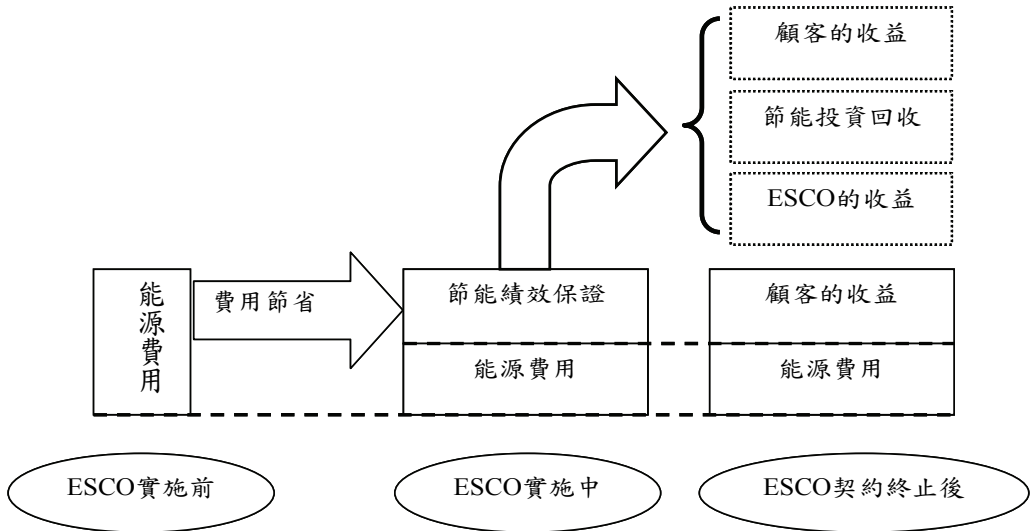 顧客的收益
節能投資回收
ESCO的收益
能源費用
費用節省
節能績效保證
顧客的收益
能源費用
能源費用
ESCO實施前
ESCO實施中
ESCO契約終止後